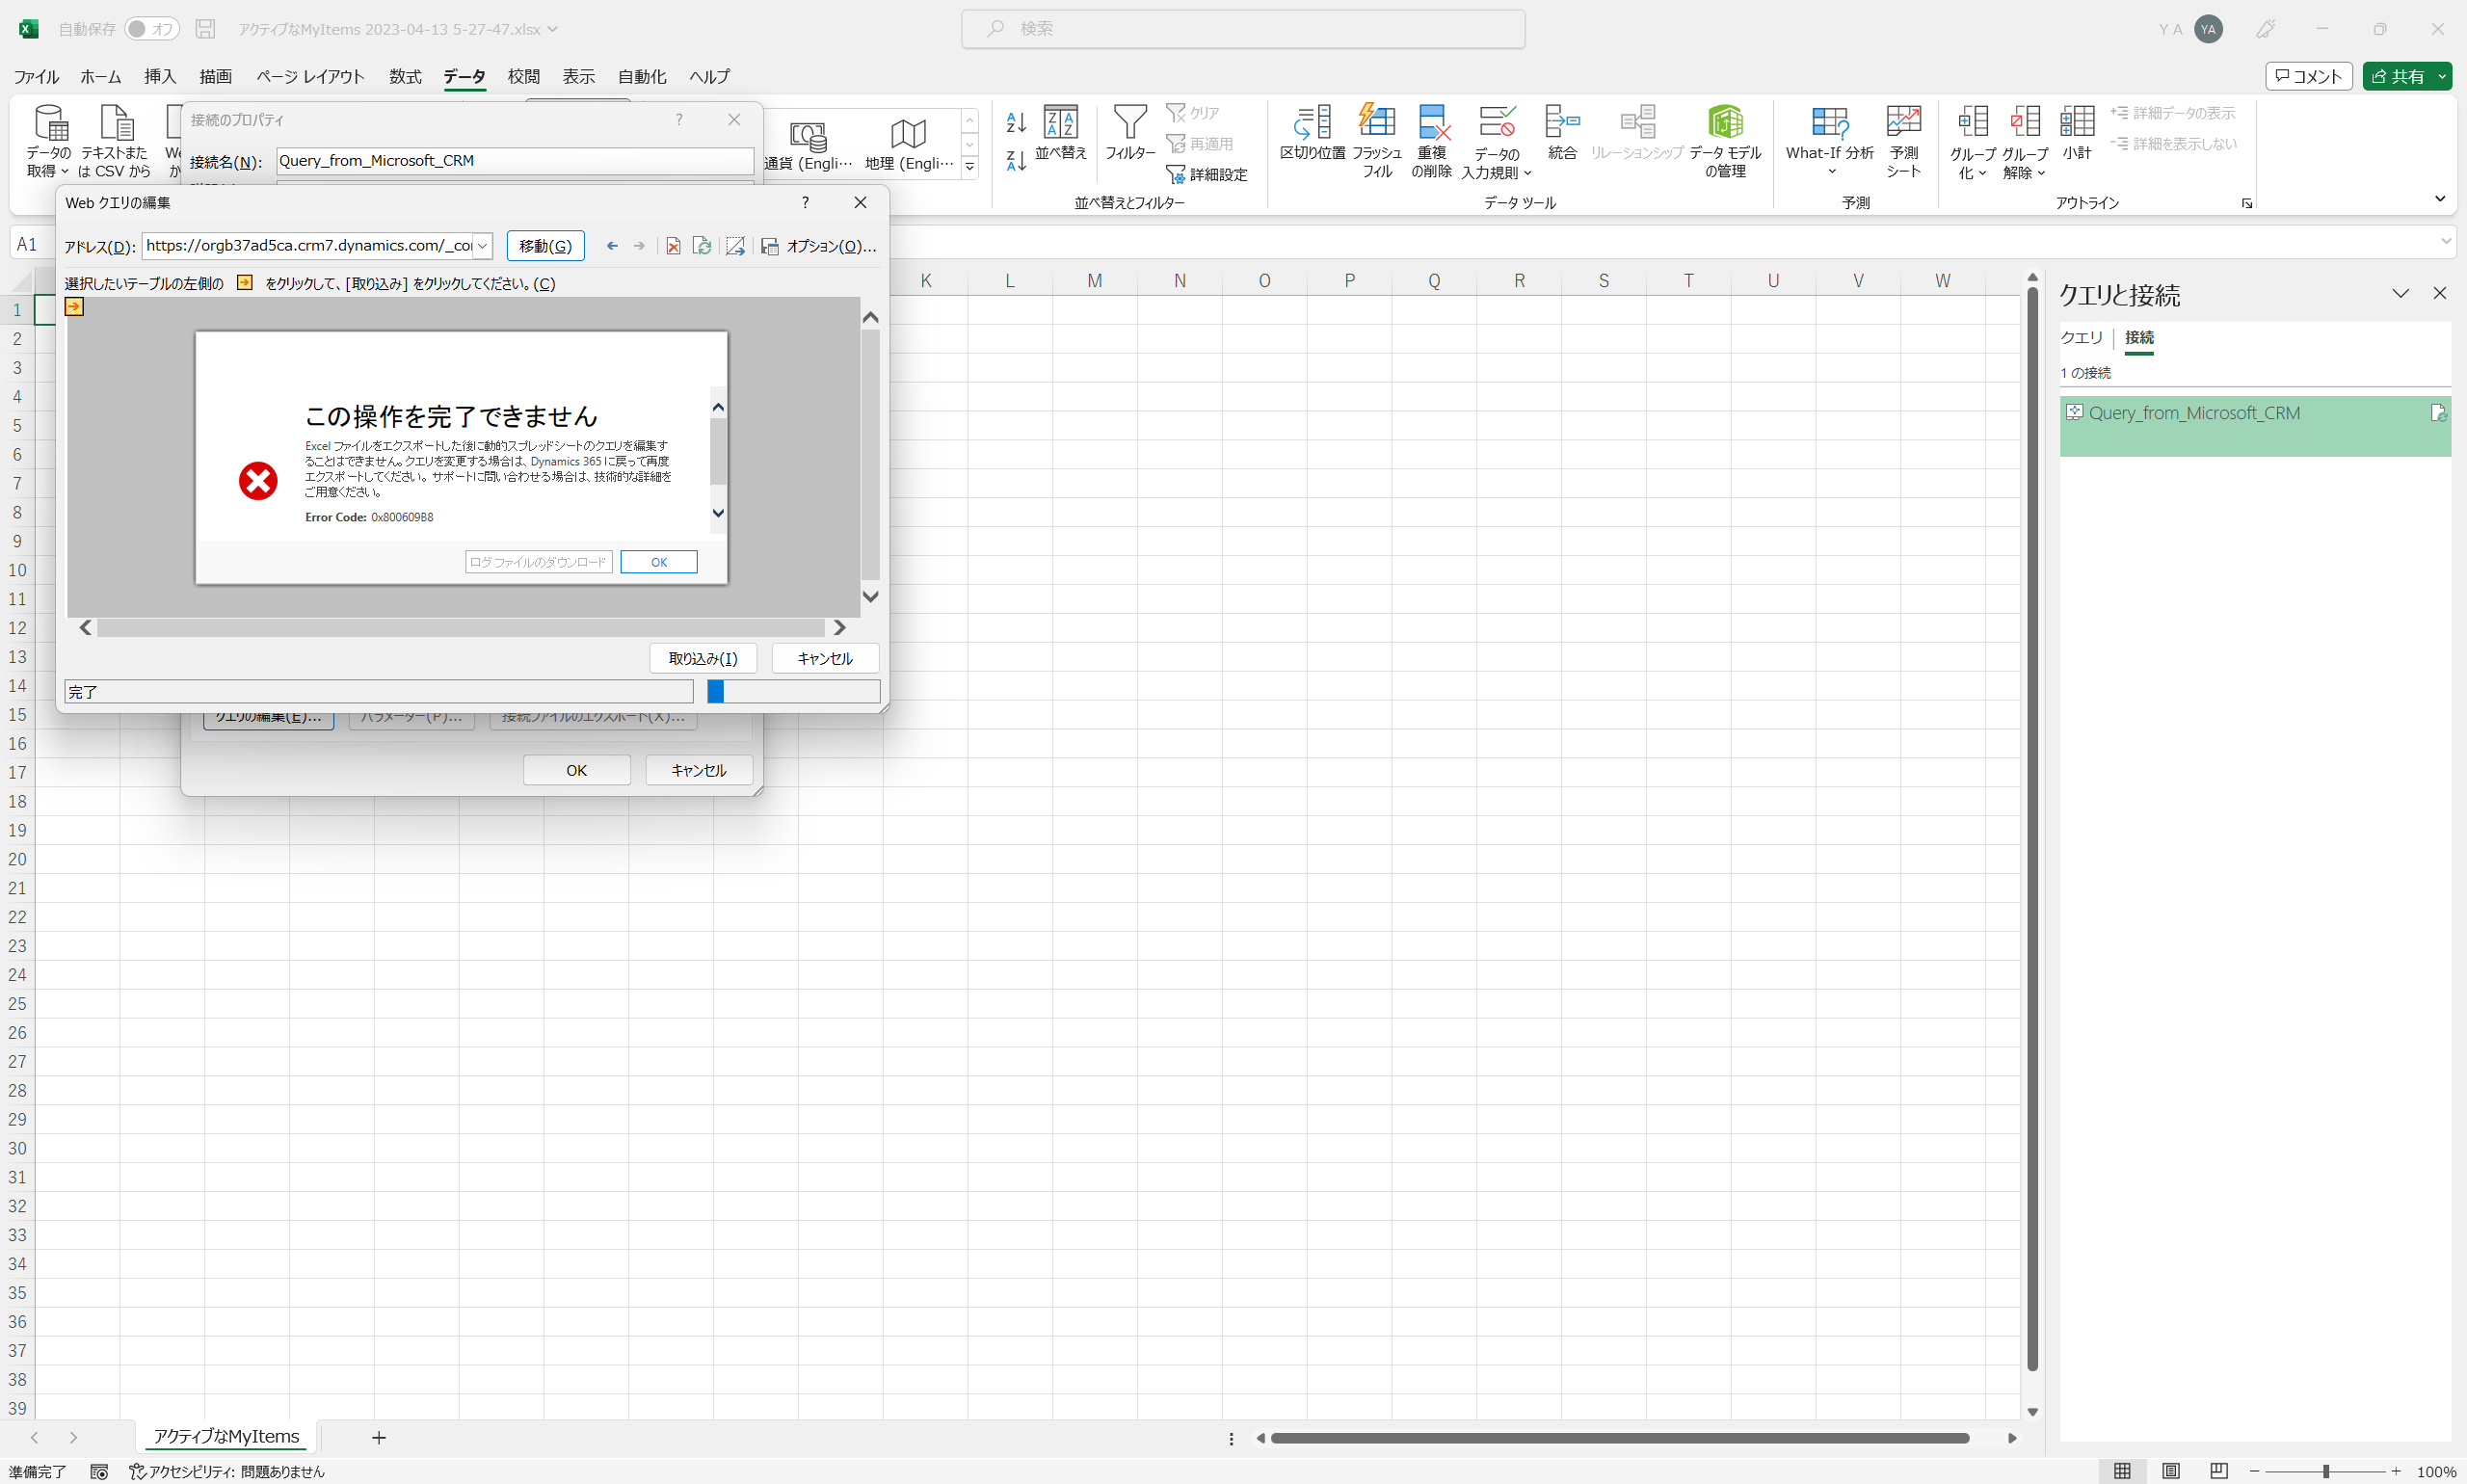 自動保存 オフ アクティブなMyItems 2023-04-13 5-27-47.xlsx 検索 Y A YA
ファイル ホーム 挿入 描画 ページ レイアウト 数式 データ 校閲 表示 自動化 ヘルプ コメント 共有
データの
取得
テキストまた
は CSV から
We
か
接続のプロパティ ?
接続名(N): Query_from_Microsoft_CRM
通貨 (Engli… 地理 (Engli…
並べ替え
フィルター
クリア
再適用
詳細設定
並べ替えとフィルター
区切り位置
フラッシュ
フィル
重複
の削除
データの
入力規則
統合
リレーションシップ
データ モデル
の管理
データ ツール
What-If 分析
予測
シート
予測
グループ
化
グループ
解除
小計
詳細データの表示
詳細を表示しない
アウトライン
A1
Web クエリの編集 ?
アドレス(D): https://orgb37ad5ca.crm7.dynamics.com/_co 移動(G) オプション(O)...
選択したいテーブルの左側の をクリックして、[取り込み] をクリックしてください。(C)
この操作を完了できません
Excel ファイルをエクスポートした後に動的スプレッドシートのクエリを編集す
ることはできません。クエリを変更する場合は、Dynamics 365 に戻って再度
エクスポートしてください。 サポートに問い合わせる場合は、技術的な詳細を
ご用意ください。
Error Code: 0x800609B8
ログ ファイルのダウンロード OK
取り込み(I) キャンセル
完了
クエリの編集(E)... パラメーター(P)... 接続ファイルのエクスポート(X)...
OK キャンセル
K L M N O P Q R S T U V W
1
2
3
4
5
6
7
8
9
10
11
12
13
14
15
16
17
18
19
20
21
22
23
24
25
26
27
28
29
30
31
32
33
34
35
36
37
38
39
クエリと接続
クエリ 接続
1 の接続
Query_from_Microsoft_CRM
アクティブなMyItems
準備完了 アクセシビリティ: 問題ありません 100%